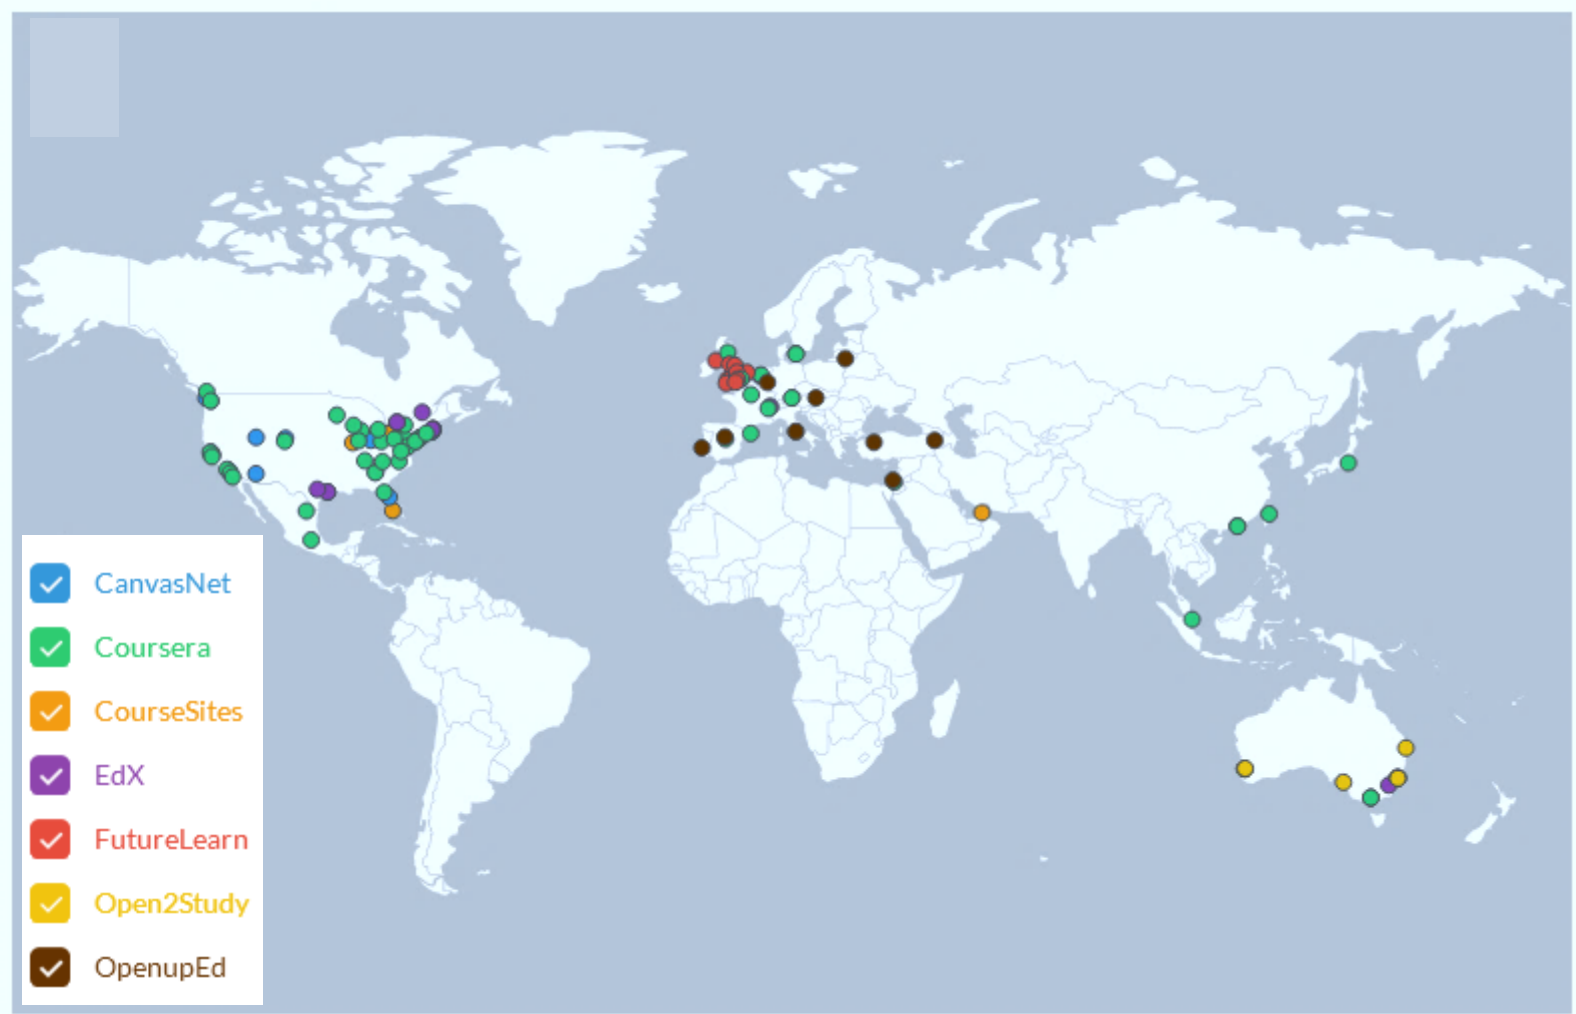 CanvasNet
Coursera
CourseSites
EdX
FutureLearn
Open2Study
OpenupEd